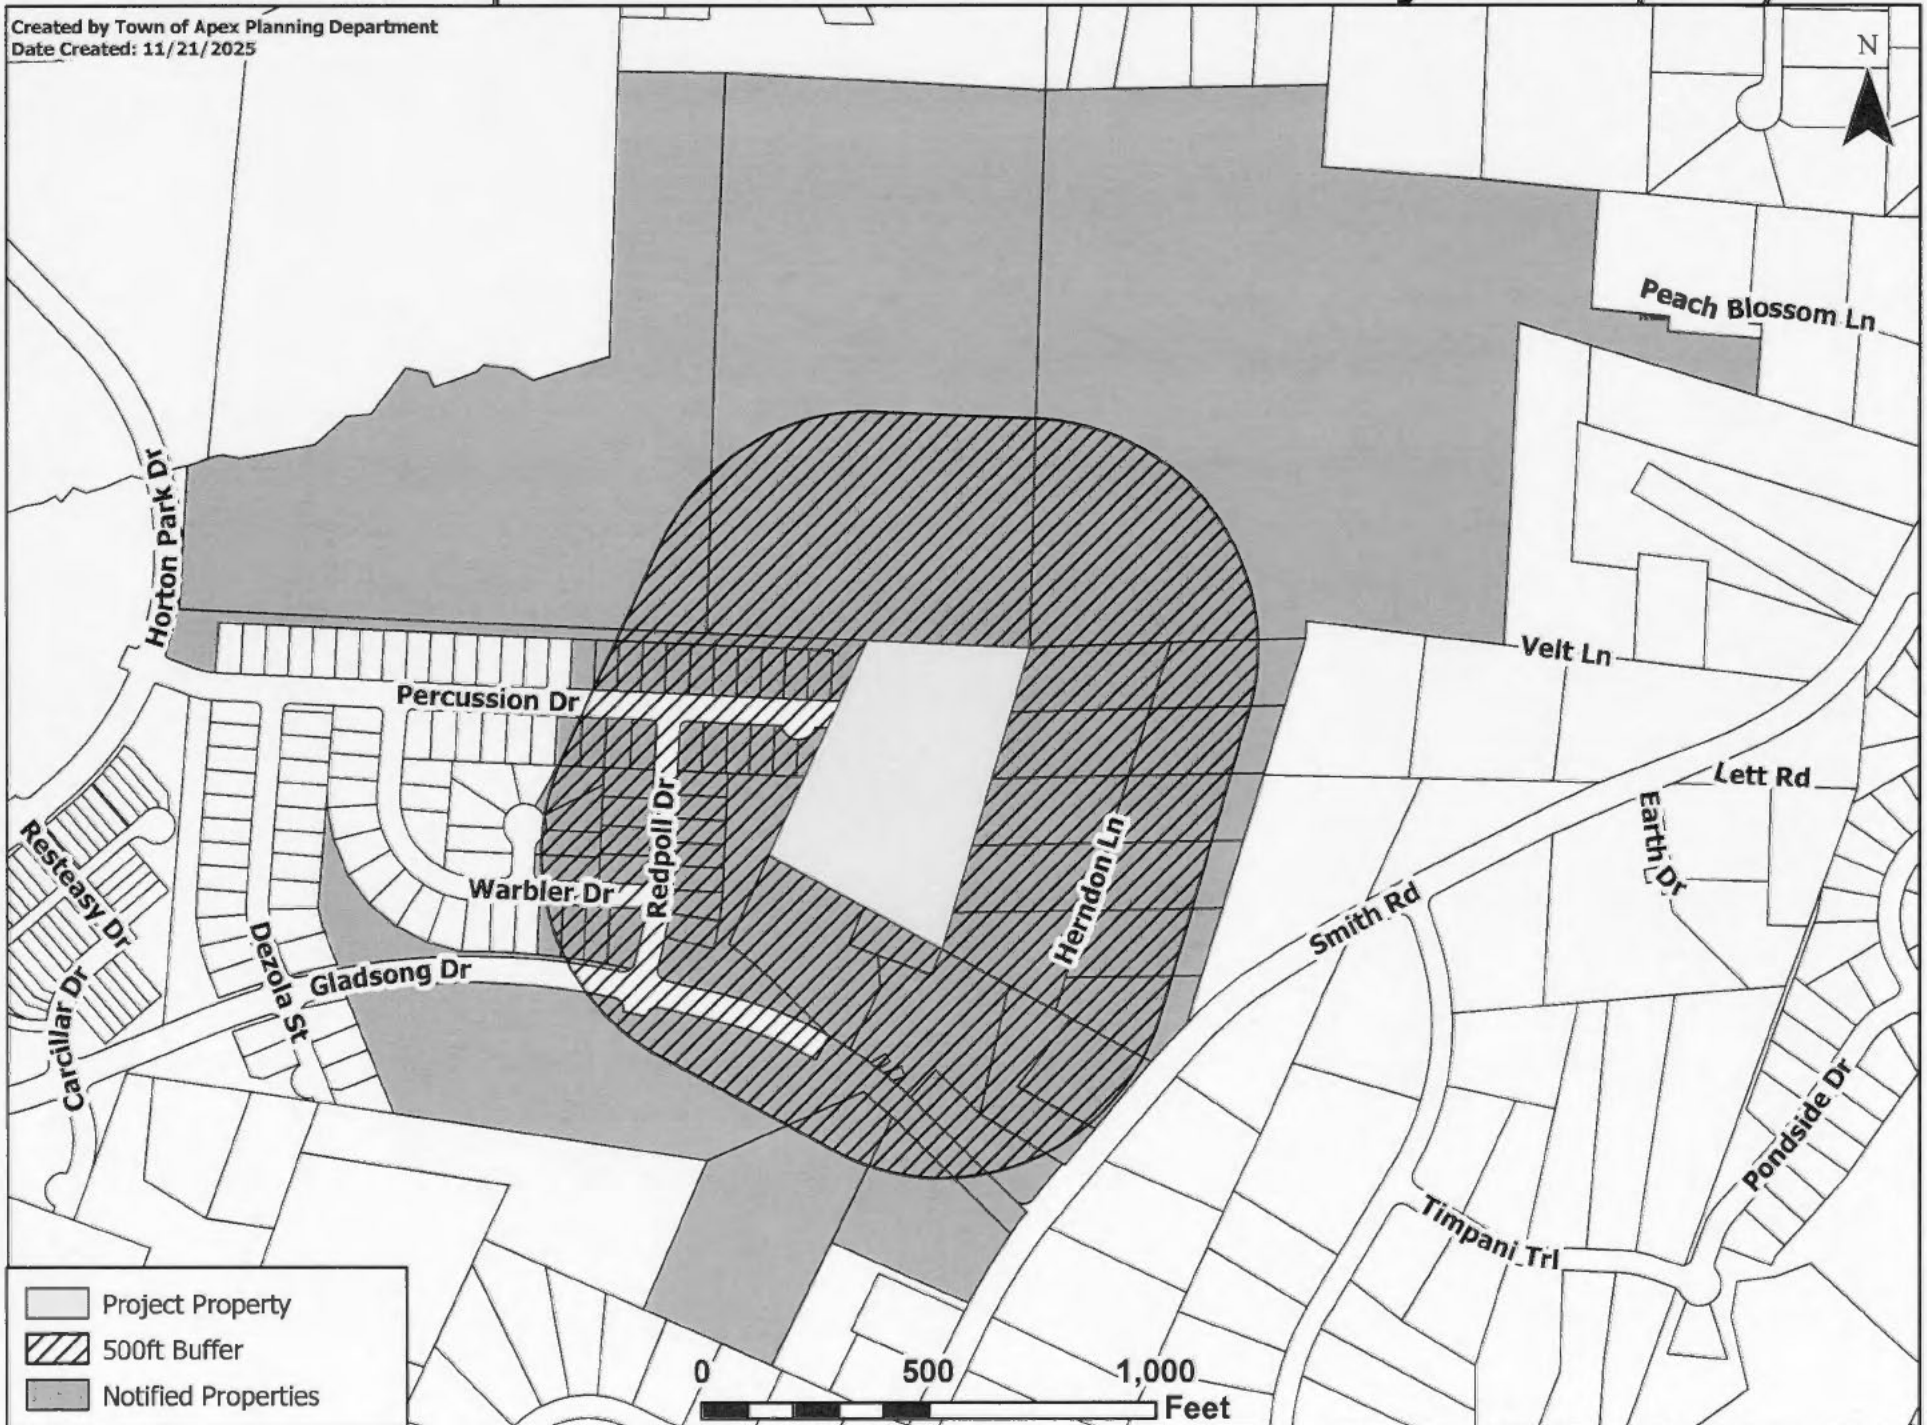 Created by Town of Apex Planning Department
Date Created: 11/21/2025
N
Peach Blossom Ln
Horton Park Dr
Velt Ln
Percussion Dr
Lett Rd
Earth Dr
Redpoll Dr
Resteasy Dr
Warbler Dr
Herndon Ln
Smith Rd
Dezola St
Gladsong Dr
Carcillar Dr
Pondside Dr
Timpani Trl
Project Property
500ft Buffer
Notified Properties
0 500 1,000
Feet